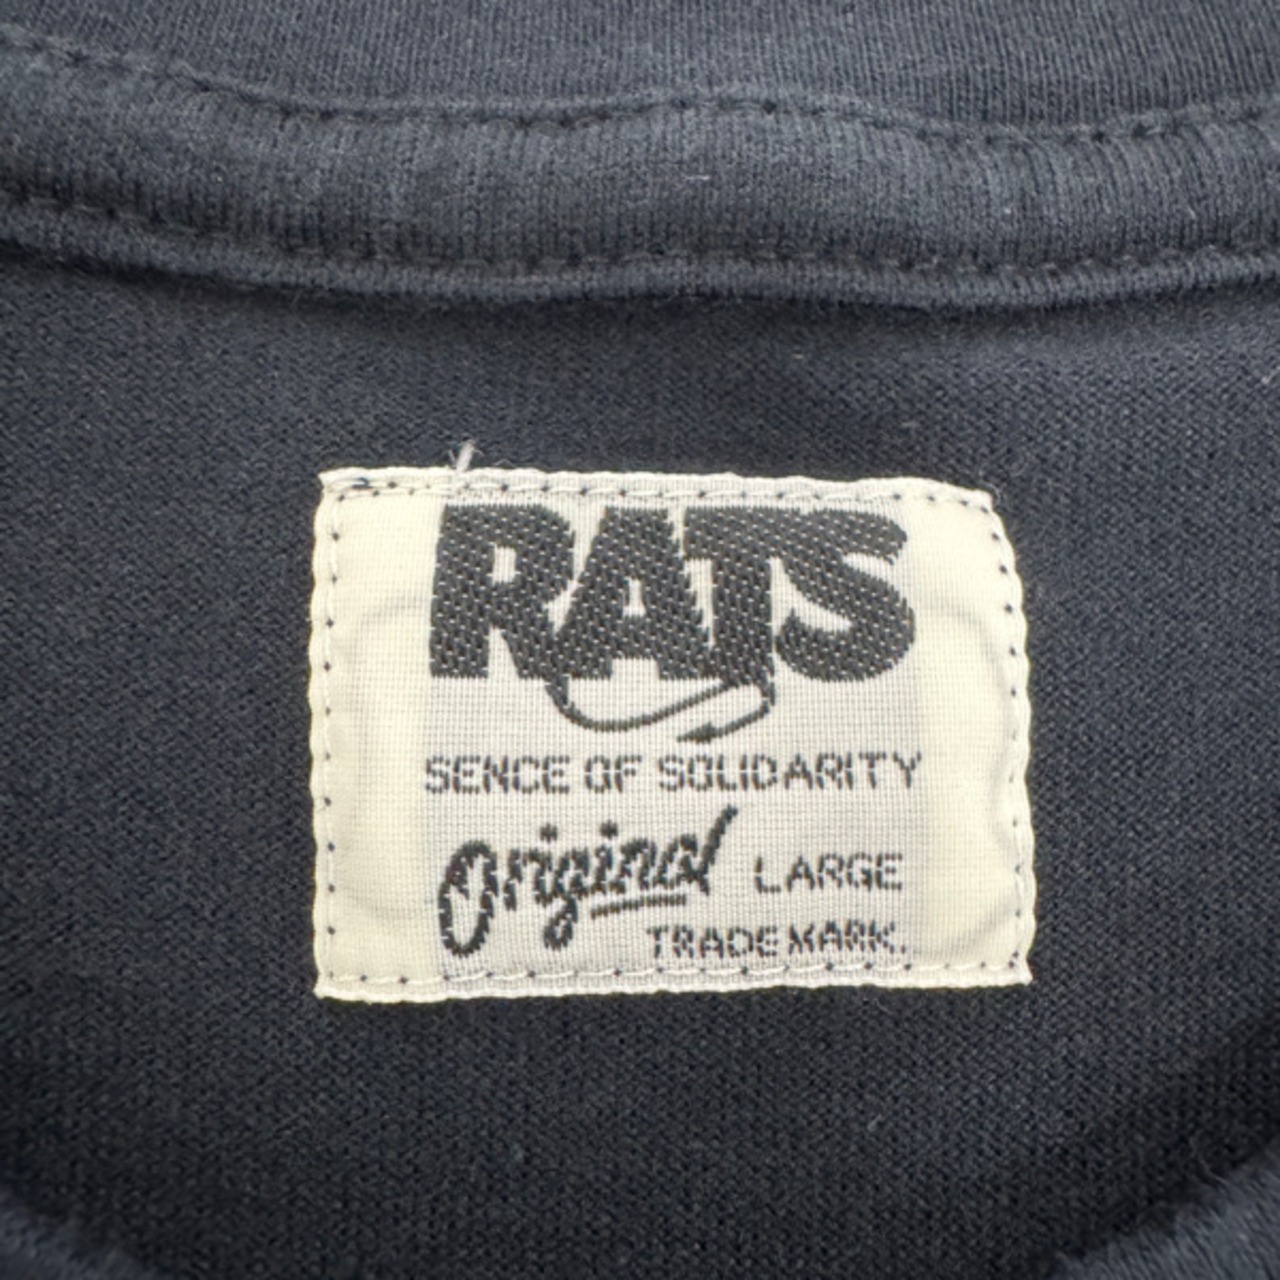 RATS
SENCE OF SOLIDARITY
Original LARGE
TRADE MARK.